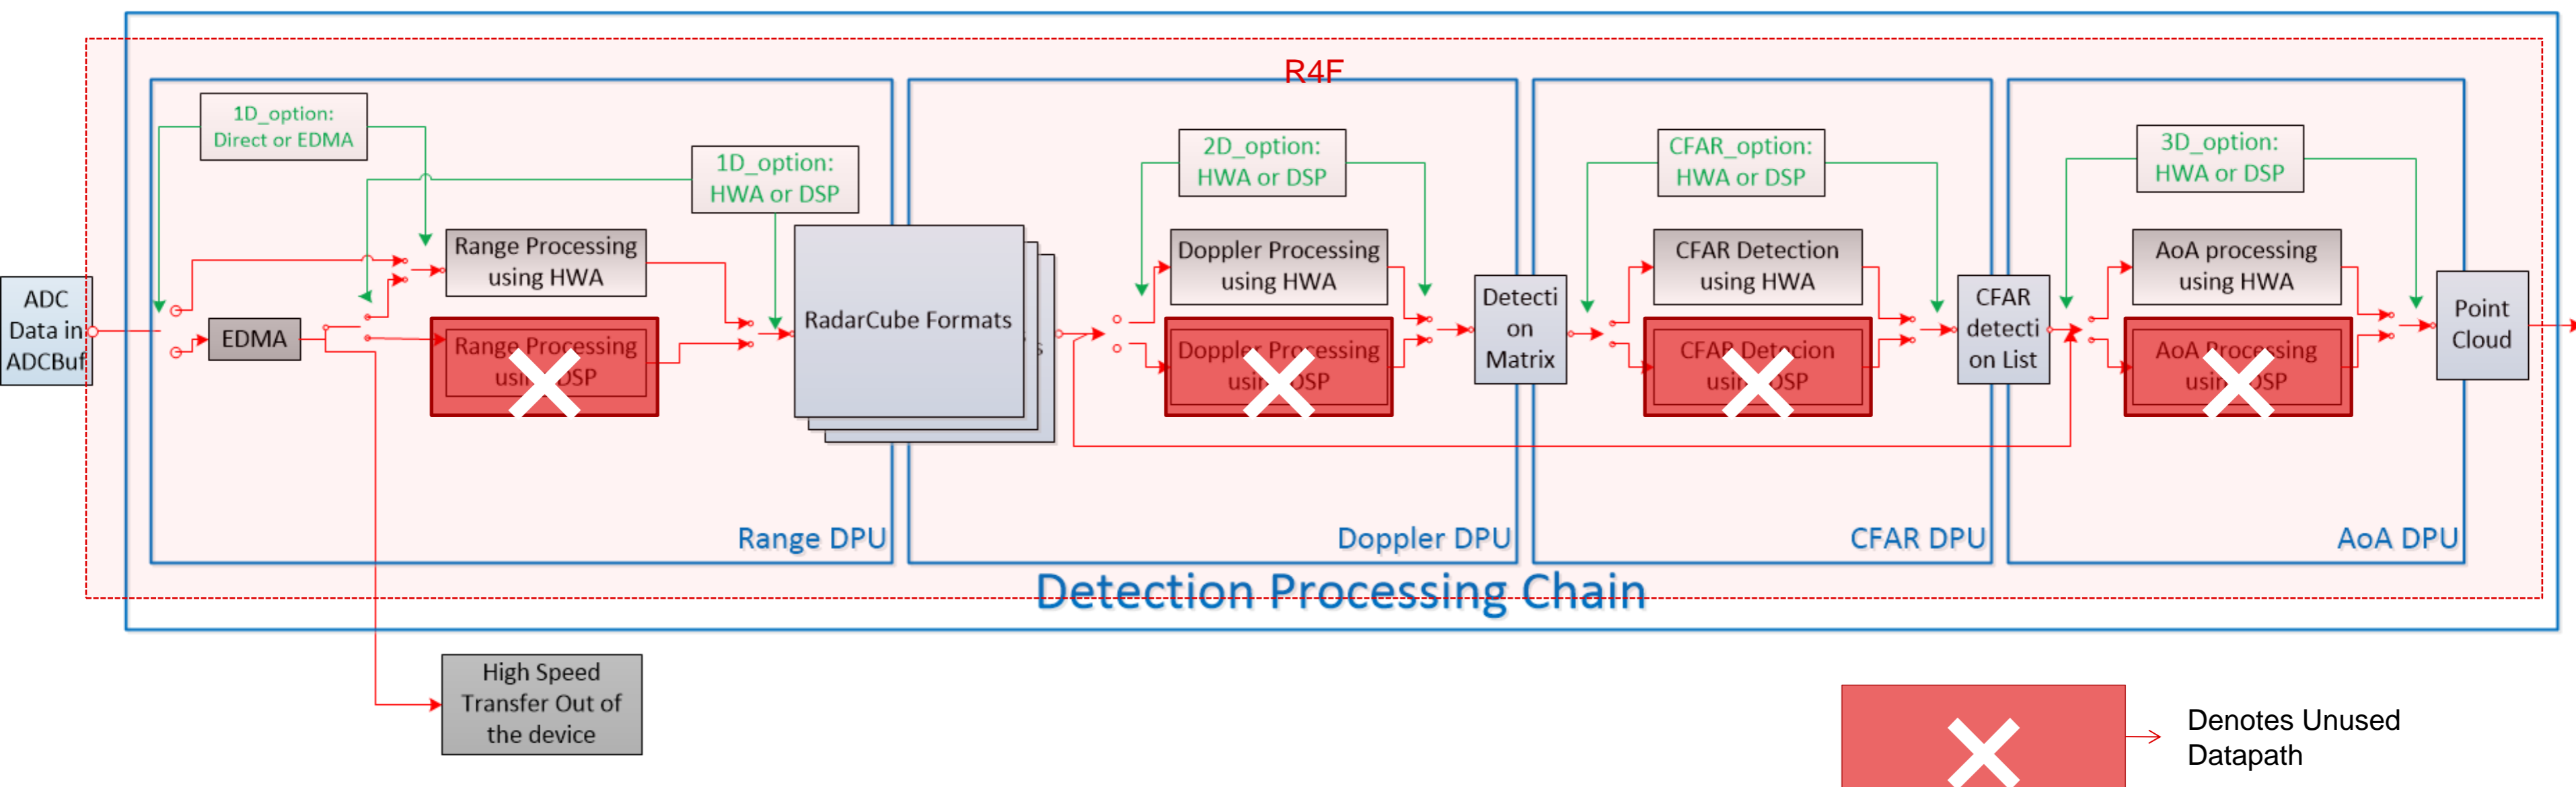 R4F
1D_option:
Direct or EDMA
1D_option:
HWA or DSP
2D_option:
HWA or DSP
CFAR_option:
HWA or DSP
3D_option:
HWA or DSP
ADC
Data in
ADCBuf
EDMA
Range Processing
using HWA
Range Processing
using DSP
RadarCube Formats
s
Doppler Processing
using HWA
Doppler Processing
using DSP
Detecti
on
Matrix
CFAR Detection
using HWA
CFAR Detecion
using DSP
CFAR
detecti
on List
AoA processing
using HWA
AoA Processing
using DSP
Point
Cloud
Range DPU
Doppler DPU
CFAR DPU
AoA DPU
Detection Processing Chain
High Speed
Transfer Out of
the device
Denotes Unused
Datapath